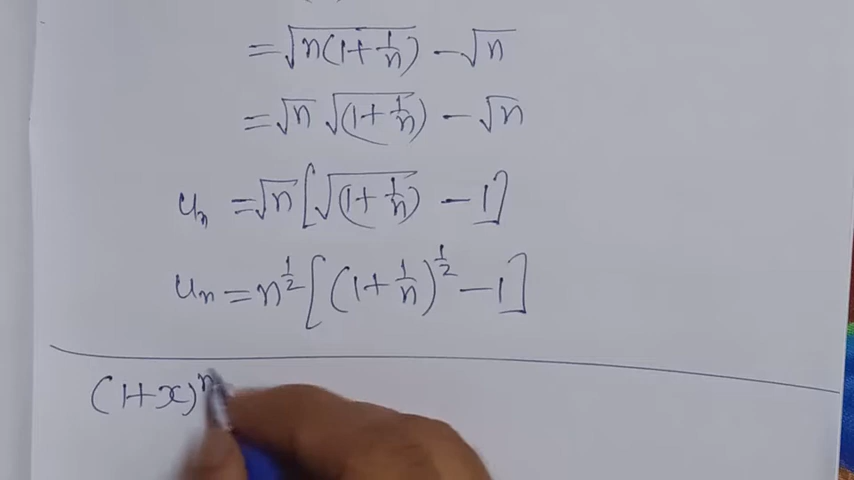 = √n(1+1/n) - √n
= √n √(1+1/n) - √n
uₙ = √n [√(1+1/n) - 1]
uₙ = n^1/2 [(1+1/n)^1/2 - 1]
(1+x)^n